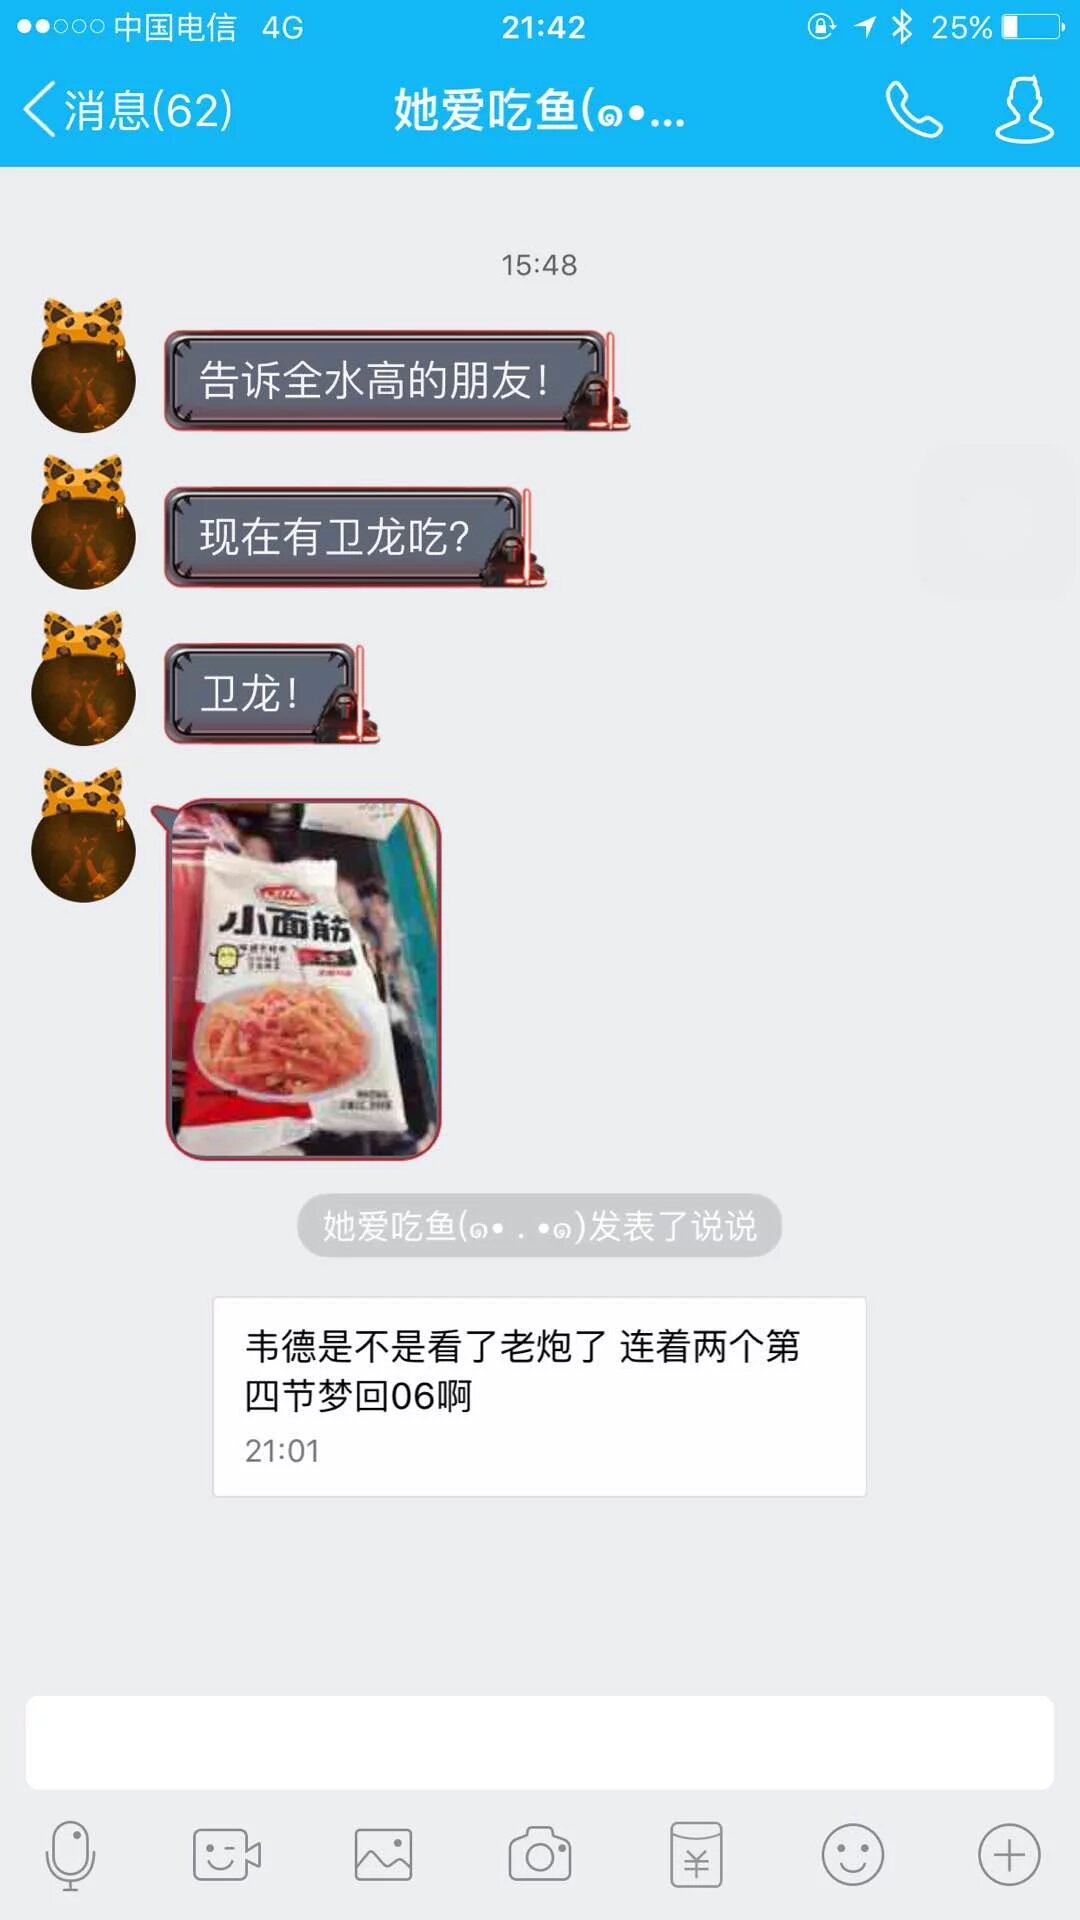 中国电信 4G 21:42 25%
消息(62) 她爱吃鱼(๑•...
15:48
告诉全水高的朋友！
现在有卫龙吃？
卫龙！
小面筋
她爱吃鱼(๑• . •๑)发表了说说
韦德是不是看了老炮了 连着两个第
四节梦回06啊
21:01